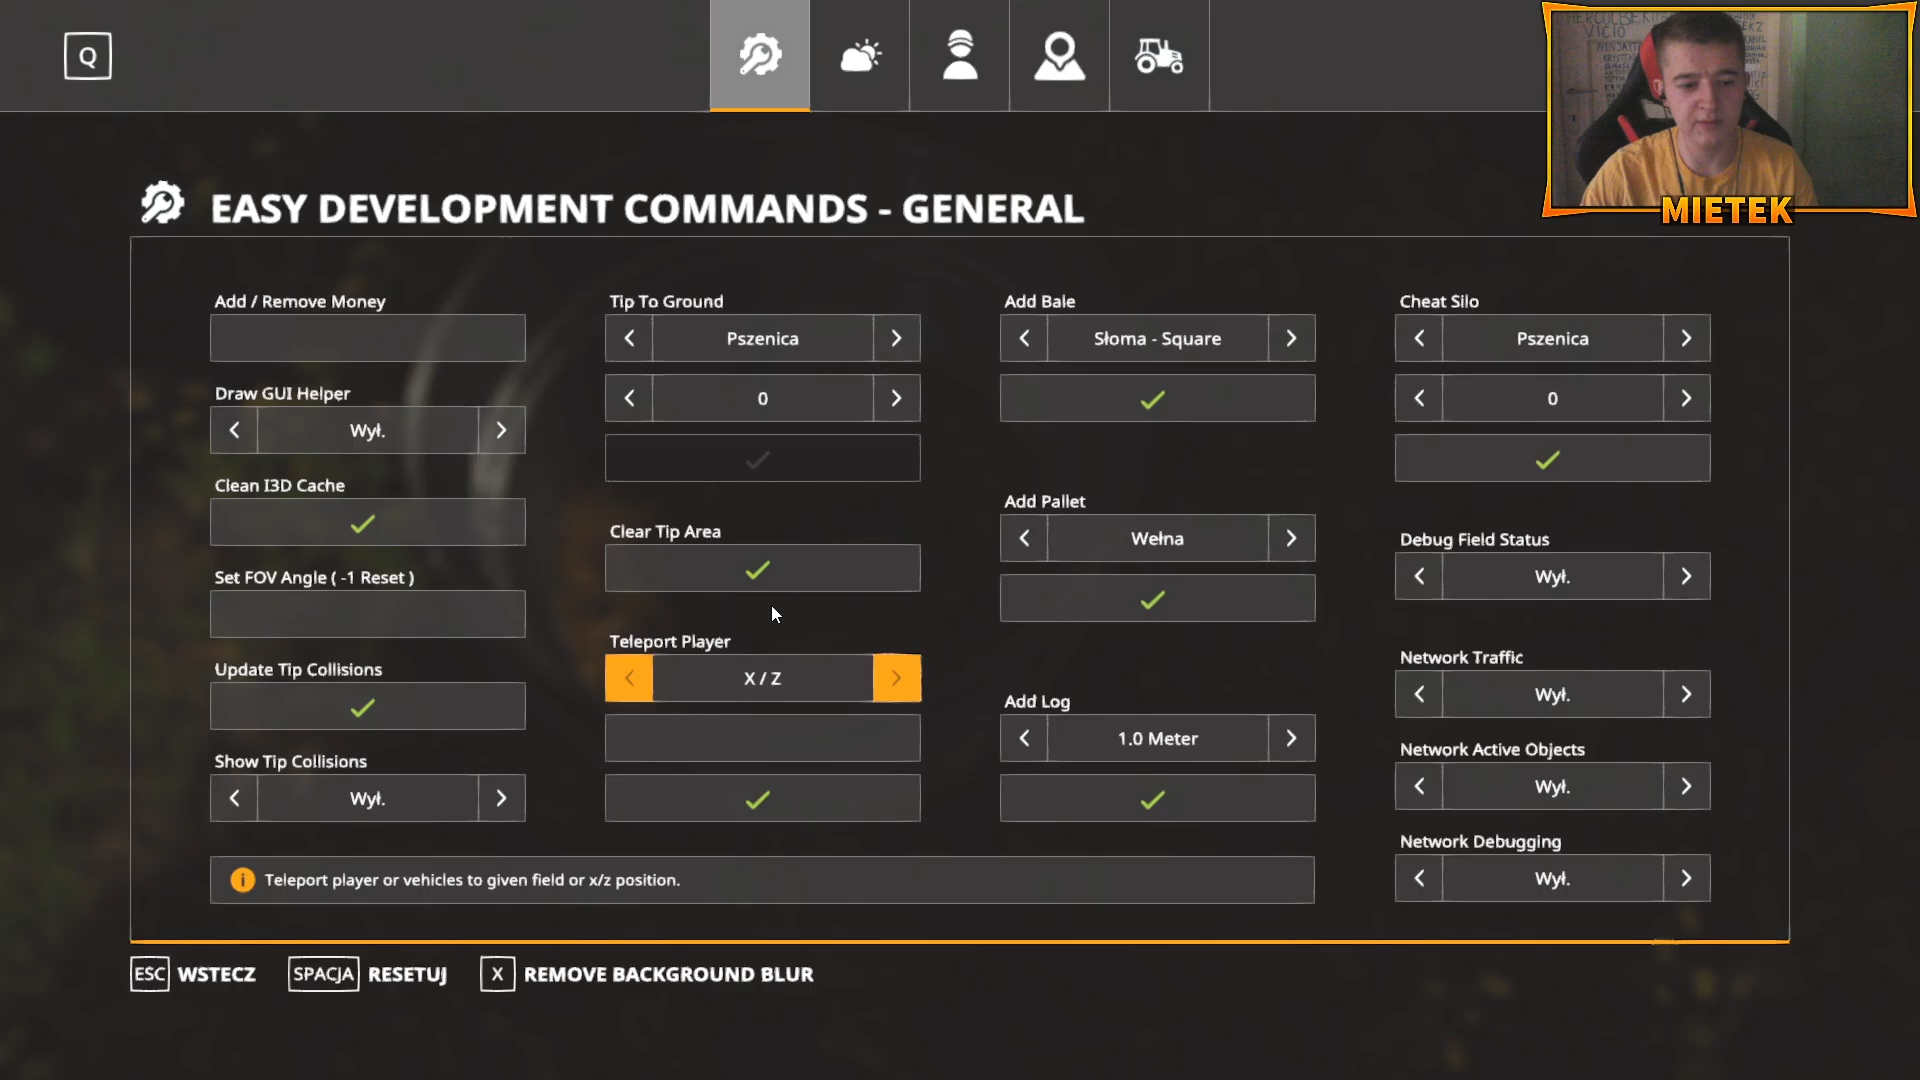 Q
MIETEK
EASY DEVELOPMENT COMMANDS - GENERAL
Add / Remove Money
Draw GUI Helper
Wył.
Clean I3D Cache
Set FOV Angle ( -1 Reset )
Update Tip Collisions
Show Tip Collisions
Wył.
Tip To Ground
Pszenica
0
Clear Tip Area
Teleport Player
X / Z
Add Bale
Słoma - Square
Add Pallet
Wełna
Add Log
1.0 Meter
Cheat Silo
Pszenica
0
Debug Field Status
Wył.
Network Traffic
Wył.
Network Active Objects
Wył.
Network Debugging
Wył.
Teleport player or vehicles to given field or x/z position.
ESC WSTECZ SPACJA RESETUJ X REMOVE BACKGROUND BLUR